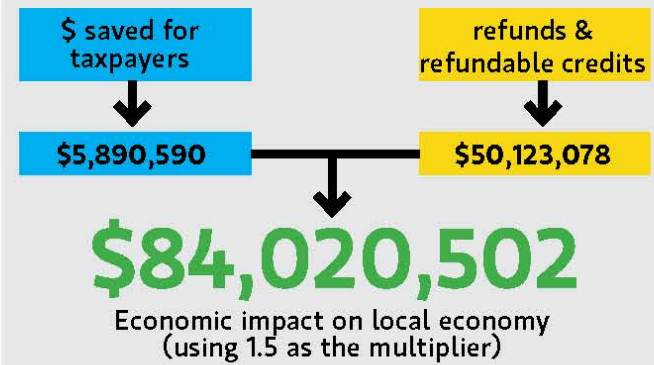 $ saved for
taxpayers
refunds &
refundable credits
$5,890,590
$50,123,078
$84,020,502
Economic impact on local economy
(using 1.5 as the multiplier)